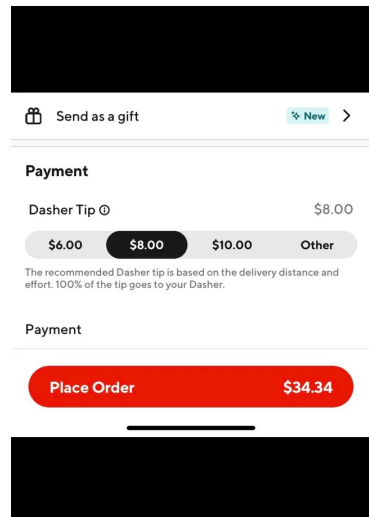 Send as a gift New
Payment
Dasher Tip $8.00
$6.00 $8.00 $10.00 Other
The recommended Dasher tip is based on the delivery distance and
effort. 100% of the tip goes to your Dasher.
Payment
Place Order $34.34